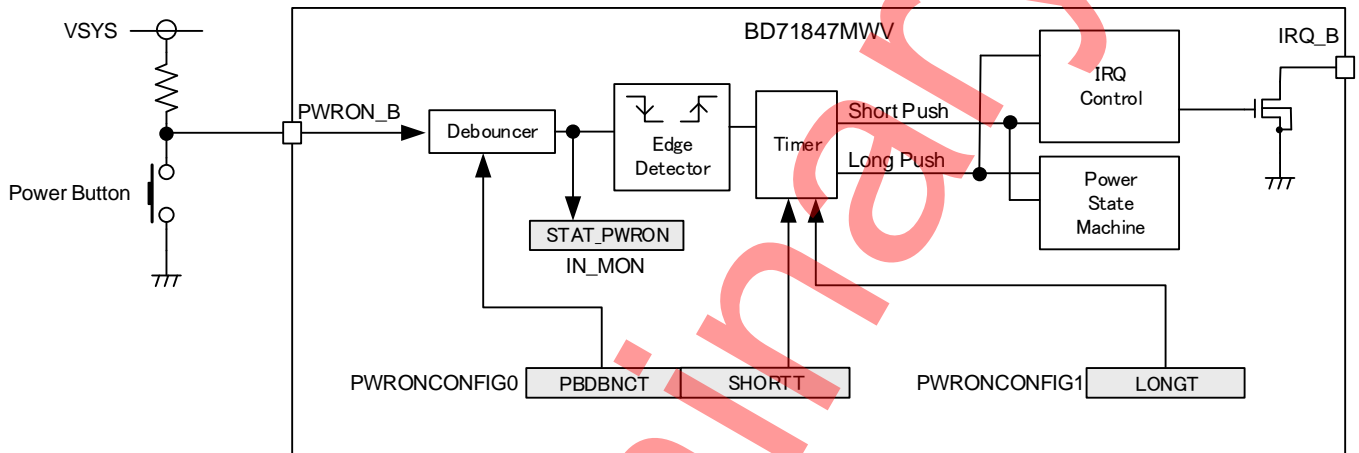 VSYS
BD71847MWV
IRQ_B
PWRON_B
Power Button
Debouncer
Edge
Detector
Timer
Short Push
Long Push
IRQ
Control
Power
State
Machine
STAT_PWRON
IN_MON
PWRONCONFIG0
PBDBNCT
SHORTT
PWRONCONFIG1
LONGT